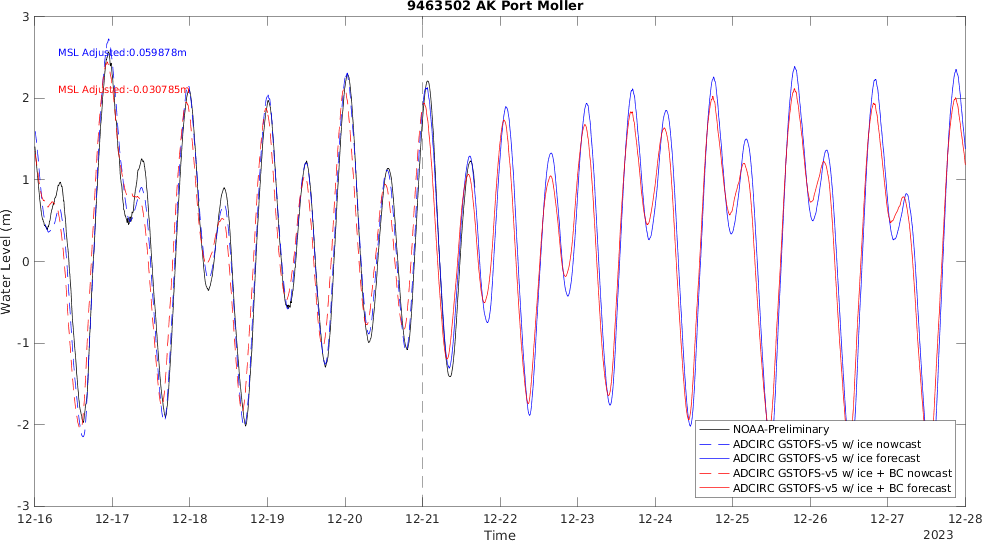 9463502 AK Port Moller
MSL Adjusted:0.059878m
MSL Adjusted:-0.030785m
Water Level (m)
3
2
1
0
-1
-2
-3
NOAA-Preliminary
ADCIRC GSTOFS-v5 w/ ice nowcast
ADCIRC GSTOFS-v5 w/ ice forecast
ADCIRC GSTOFS-v5 w/ ice + BC nowcast
ADCIRC GSTOFS-v5 w/ ice + BC forecast
12-16 12-17 12-18 12-19 12-20 12-21 12-22 12-23 12-24 12-25 12-26 12-27 12-28
Time
2023